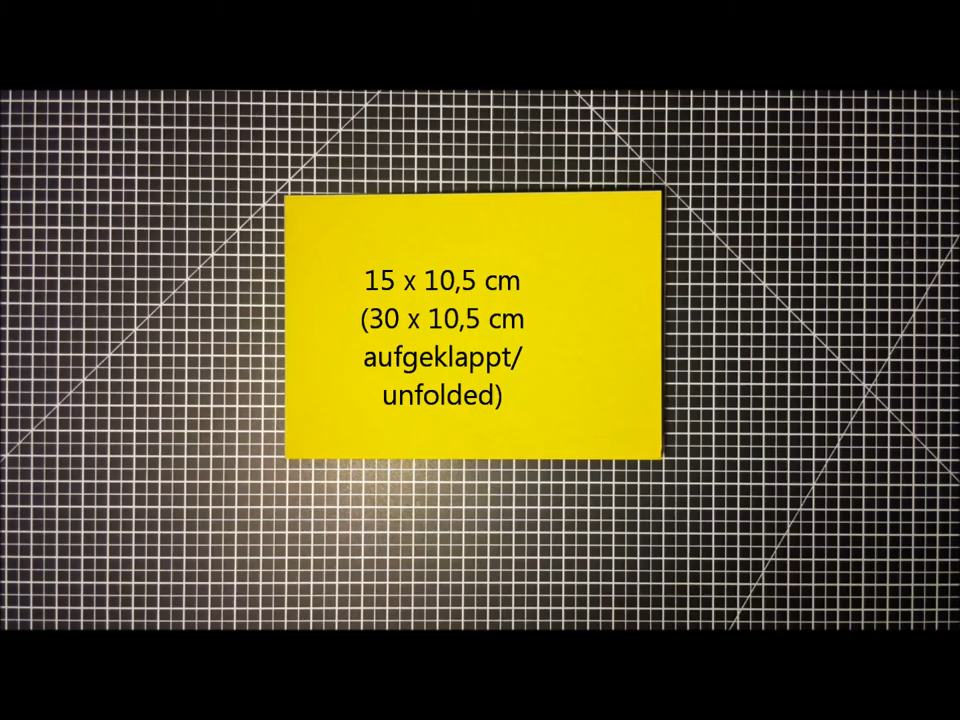 15 x 10,5 cm
(30 x 10,5 cm
aufgeklappt/
unfolded)